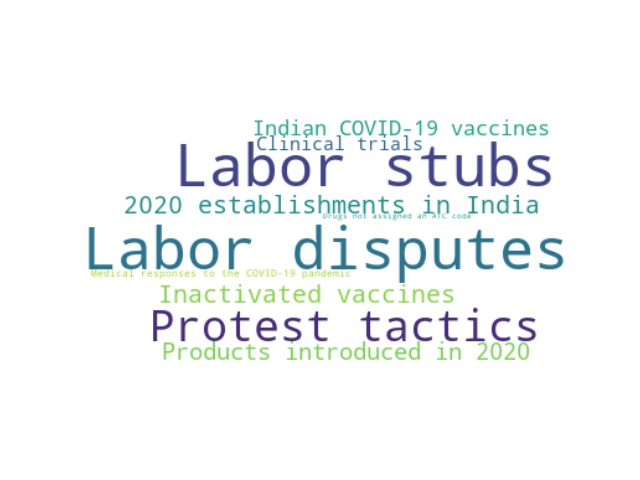 Indian COVID-19 vaccines
Clinical trials
Labor stubs
2020 establishments in India
Drugs not assigned an ATC code
Labor disputes
Medical responses to the COVID-19 pandemic
Inactivated vaccines
Protest tactics
Products introduced in 2020